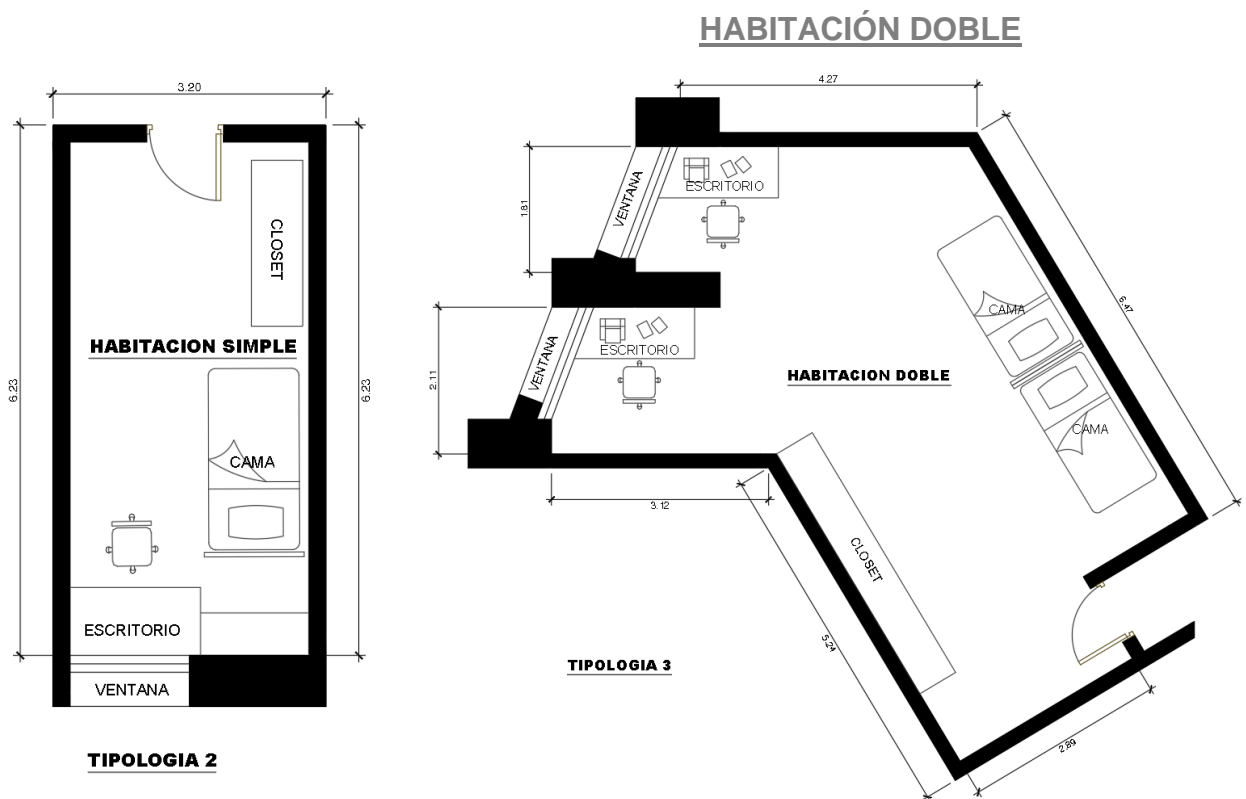 HABITACIÓN DOBLE
3.20
6.23
6.23
CLOSET
HABITACION SIMPLE
CAMA
ESCRITORIO
VENTANA
TIPOLOGIA 2
4.27
1.81
VENTANA
ESCRITORIO
2.11
VENTANA
ESCRITORIO
CAMA
6.47
HABITACION DOBLE
CAMA
3.12
CLOSET
5.24
2.89
TIPOLOGIA 3